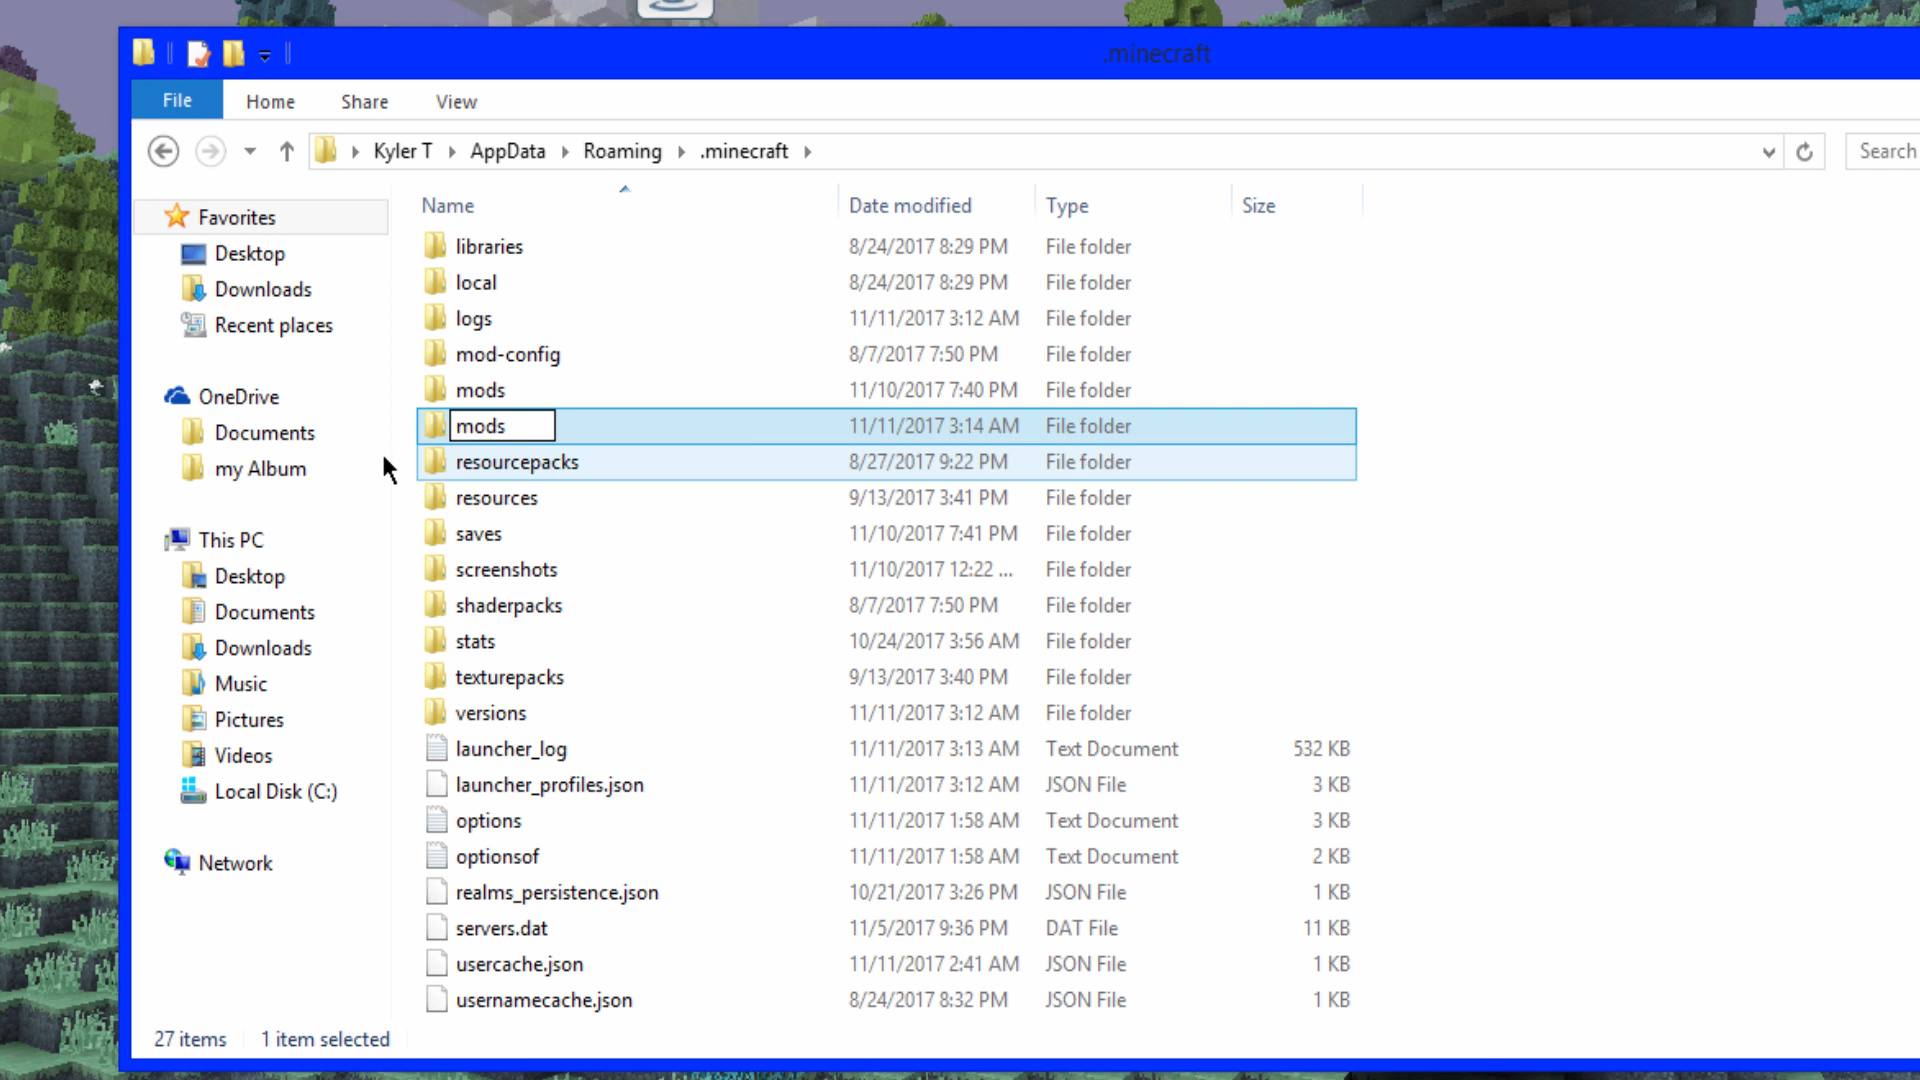 .minecraft
File Home Share View
Kyler T AppData Roaming .minecraft
Search
Name Date modified Type Size
Favorites
Desktop
Downloads
Recent places
OneDrive
Documents
my Album
This PC
Desktop
Documents
Downloads
Music
Pictures
Videos
Local Disk (C:)
Network
libraries 8/24/2017 8:29 PM File folder
local 8/24/2017 8:29 PM File folder
logs 11/11/2017 3:12 AM File folder
mod-config 8/7/2017 7:50 PM File folder
mods 11/10/2017 7:40 PM File folder
mods 11/11/2017 3:14 AM File folder
resourcepacks 8/27/2017 9:22 PM File folder
resources 9/13/2017 3:41 PM File folder
saves 11/10/2017 7:41 PM File folder
screenshots 11/10/2017 12:22 ... File folder
shaderpacks 8/7/2017 7:50 PM File folder
stats 10/24/2017 3:56 AM File folder
texturepacks 9/13/2017 3:40 PM File folder
versions 11/11/2017 3:12 AM File folder
launcher_log 11/11/2017 3:13 AM Text Document 532 KB
launcher_profiles.json 11/11/2017 3:12 AM JSON File 3 KB
options 11/11/2017 1:58 AM Text Document 3 KB
optionsof 11/11/2017 1:58 AM Text Document 2 KB
realms_persistence.json 10/21/2017 3:26 PM JSON File 1 KB
servers.dat 11/5/2017 9:36 PM DAT File 11 KB
usercache.json 11/11/2017 2:41 AM JSON File 1 KB
usernamecache.json 8/24/2017 8:32 PM JSON File 1 KB
27 items 1 item selected